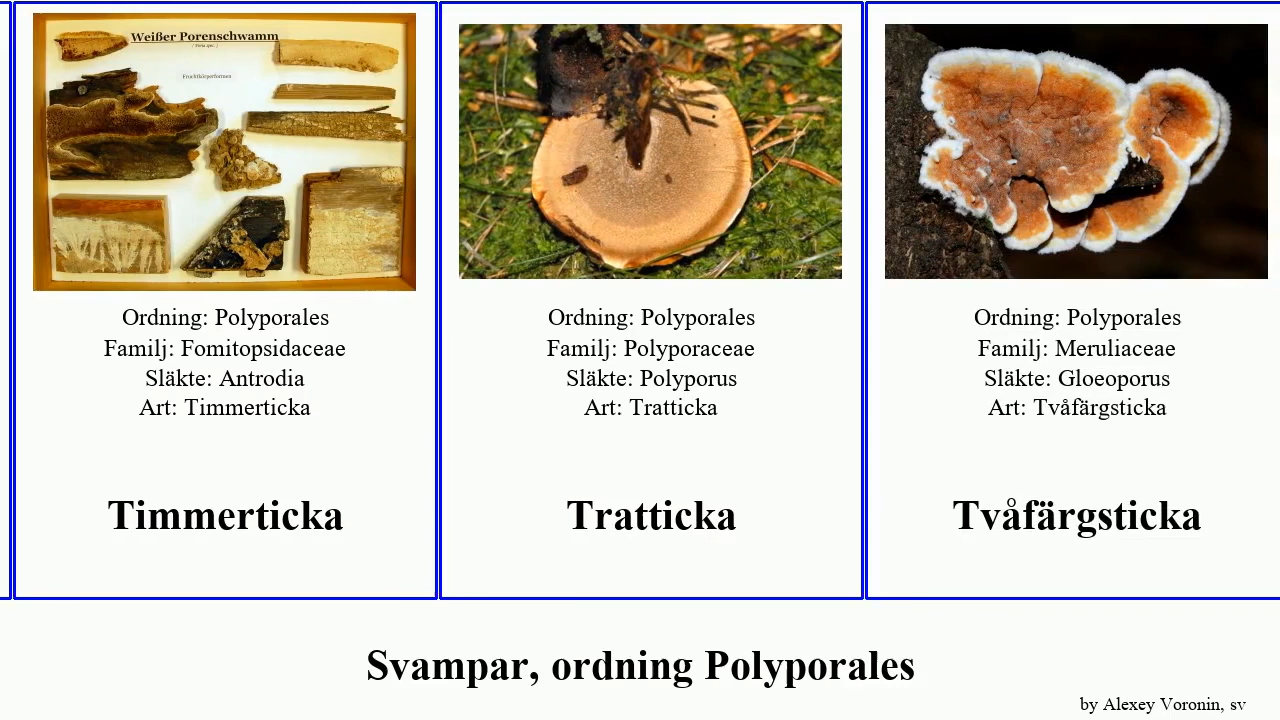 Weißer Porenschwamm
Fruchtkörperformen
Ordning: Polyporales
Familj: Fomitopsidaceae
Släkte: Antrodia
Art: Timmerticka
Timmerticka
Ordning: Polyporales
Familj: Polyporaceae
Släkte: Polyporus
Art: Tratticka
Tratticka
Ordning: Polyporales
Familj: Meruliaceae
Släkte: Gloeoporus
Art: Tvåfärgsticka
Tvåfärgsticka
Svampar, ordning Polyporales
by Alexey Voronin, sv